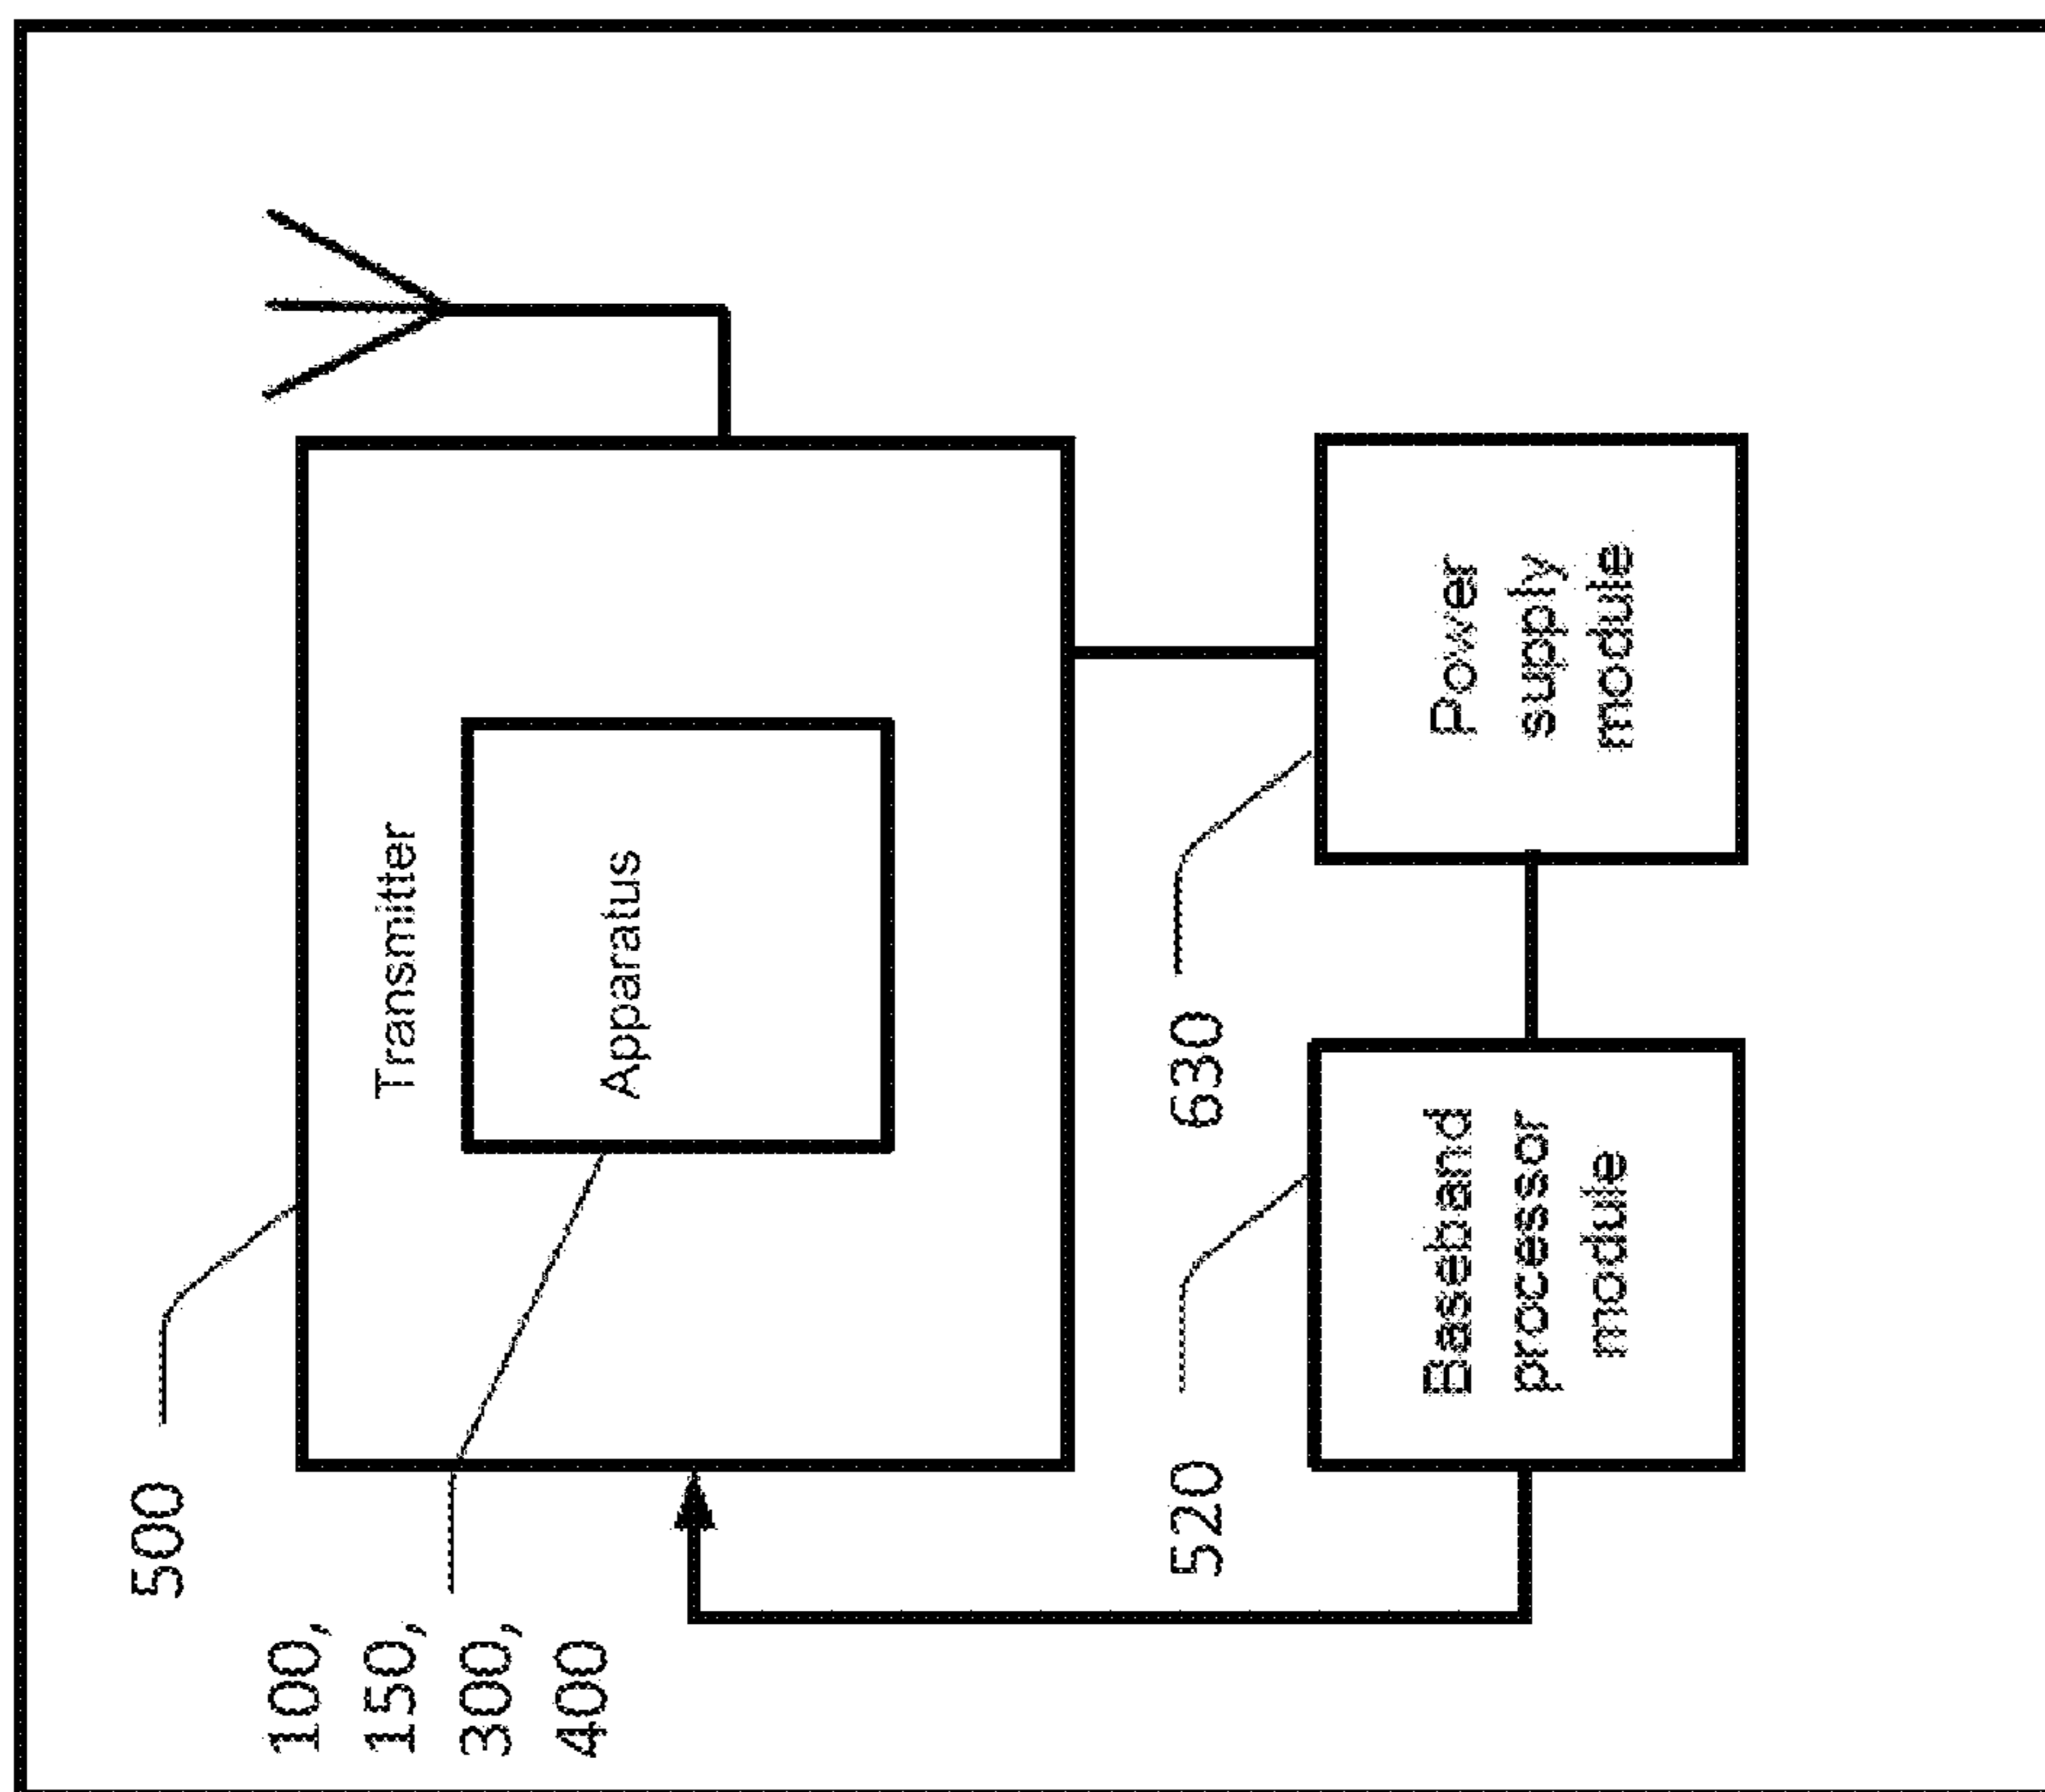 500
100,
150,
300,
400
Transmitter
Apparatus
520
630
Baseband
processor
module
Power
supply
module